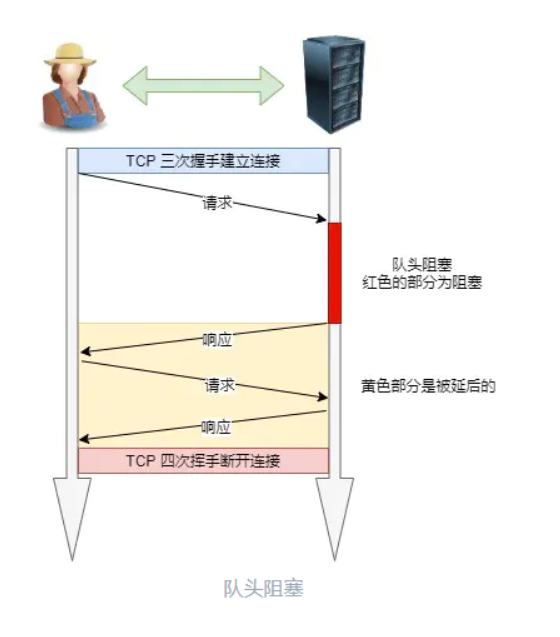 TCP 三次握手建立连接
请求
队头阻塞
红色的部分为阻塞
响应
请求
黄色部分是被延后的
响应
TCP 四次挥手断开连接
队头阻塞